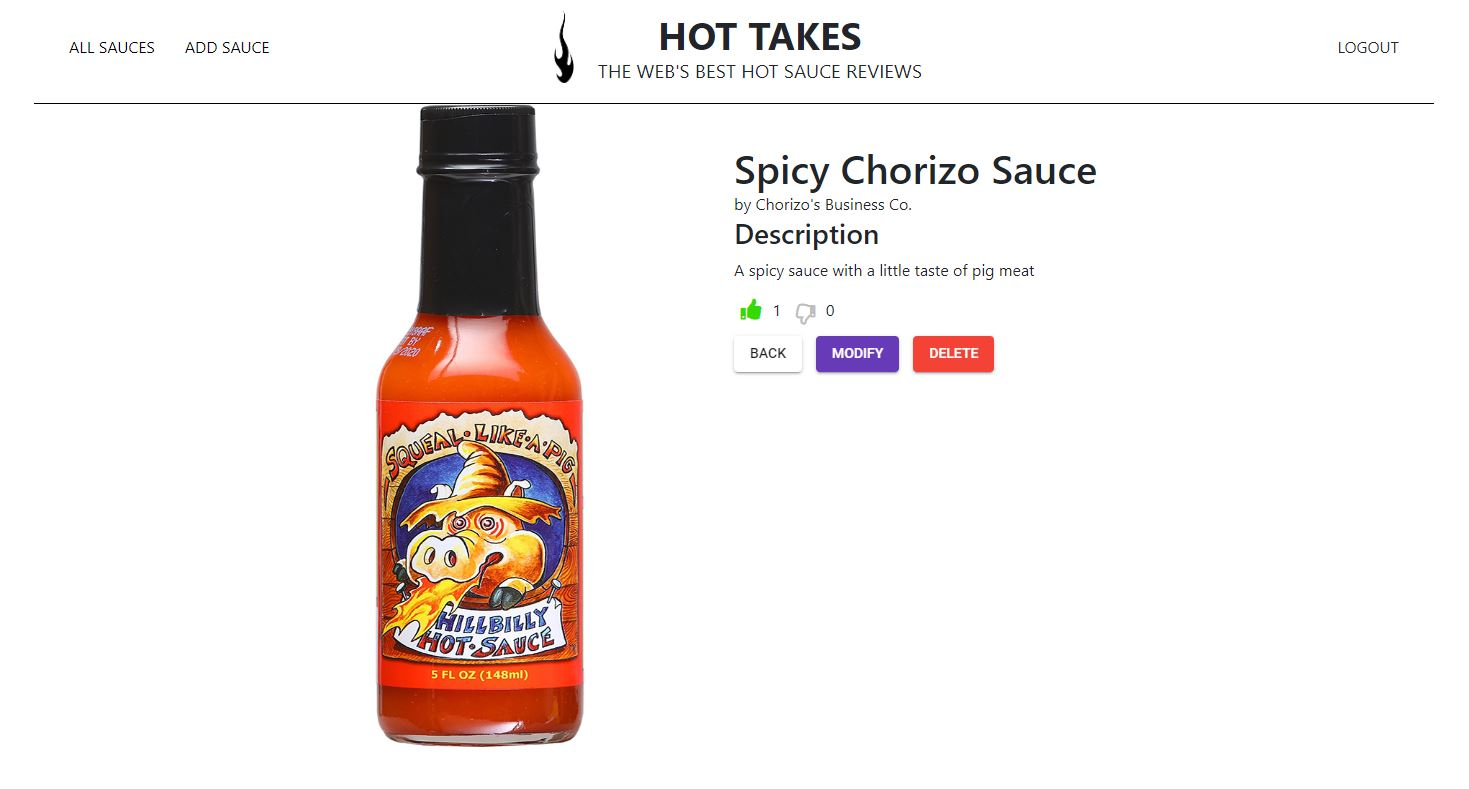 ALL SAUCES
ADD SAUCE
HOT TAKES
THE WEB'S BEST HOT SAUCE REVIEWS
LOGOUT
Spicy Chorizo Sauce
by Chorizo's Business Co.
Description
A spicy sauce with a little taste of pig meat
1
0
BACK
MODIFY
DELETE
BY
2020
SQUEAL·LIKE·A·PIG
HILLBILLY
HOT·SAUCE
5 FL OZ (148ml)